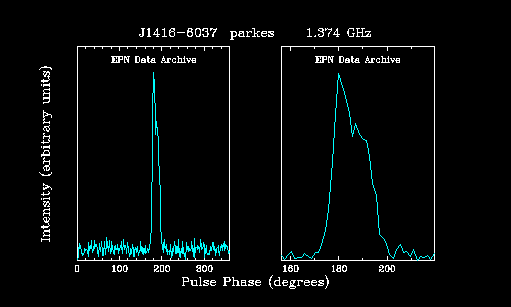 J1416-6037 parkes 1.374 GHz
EPN Data Archive EPN Data Archive
Intensity (arbitrary units)
0 100 200 300 160 180 200
Pulse Phase (degrees)